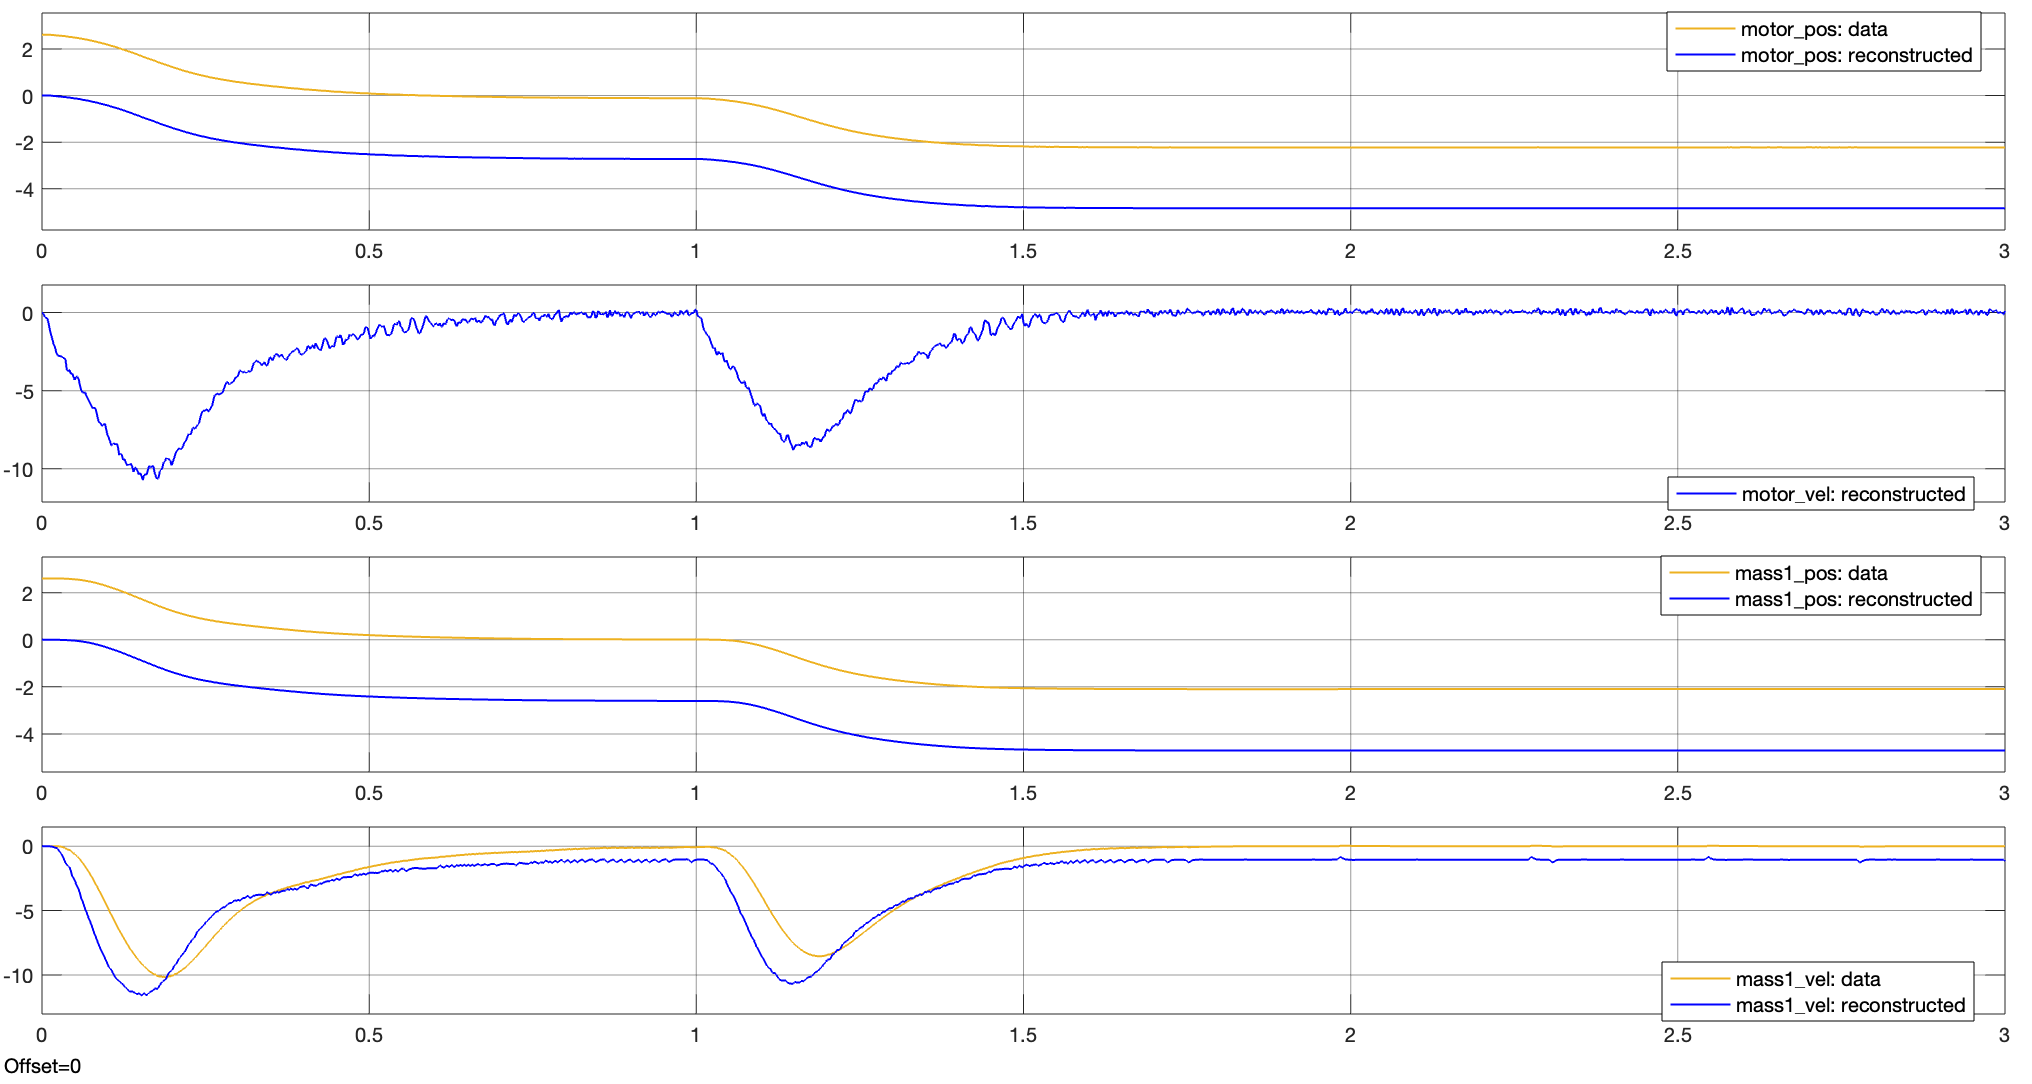 motor_pos: data
motor_pos: reconstructed
2
0
-2
-4
0 0.5 1 1.5 2 2.5 3
0
-5
-10
motor_vel: reconstructed
0 0.5 1 1.5 2 2.5 3
mass1_pos: data
mass1_pos: reconstructed
2
0
-2
-4
0 0.5 1 1.5 2 2.5 3
0
-5
-10
mass1_vel: data
mass1_vel: reconstructed
0 0.5 1 1.5 2 2.5 3
Offset=0